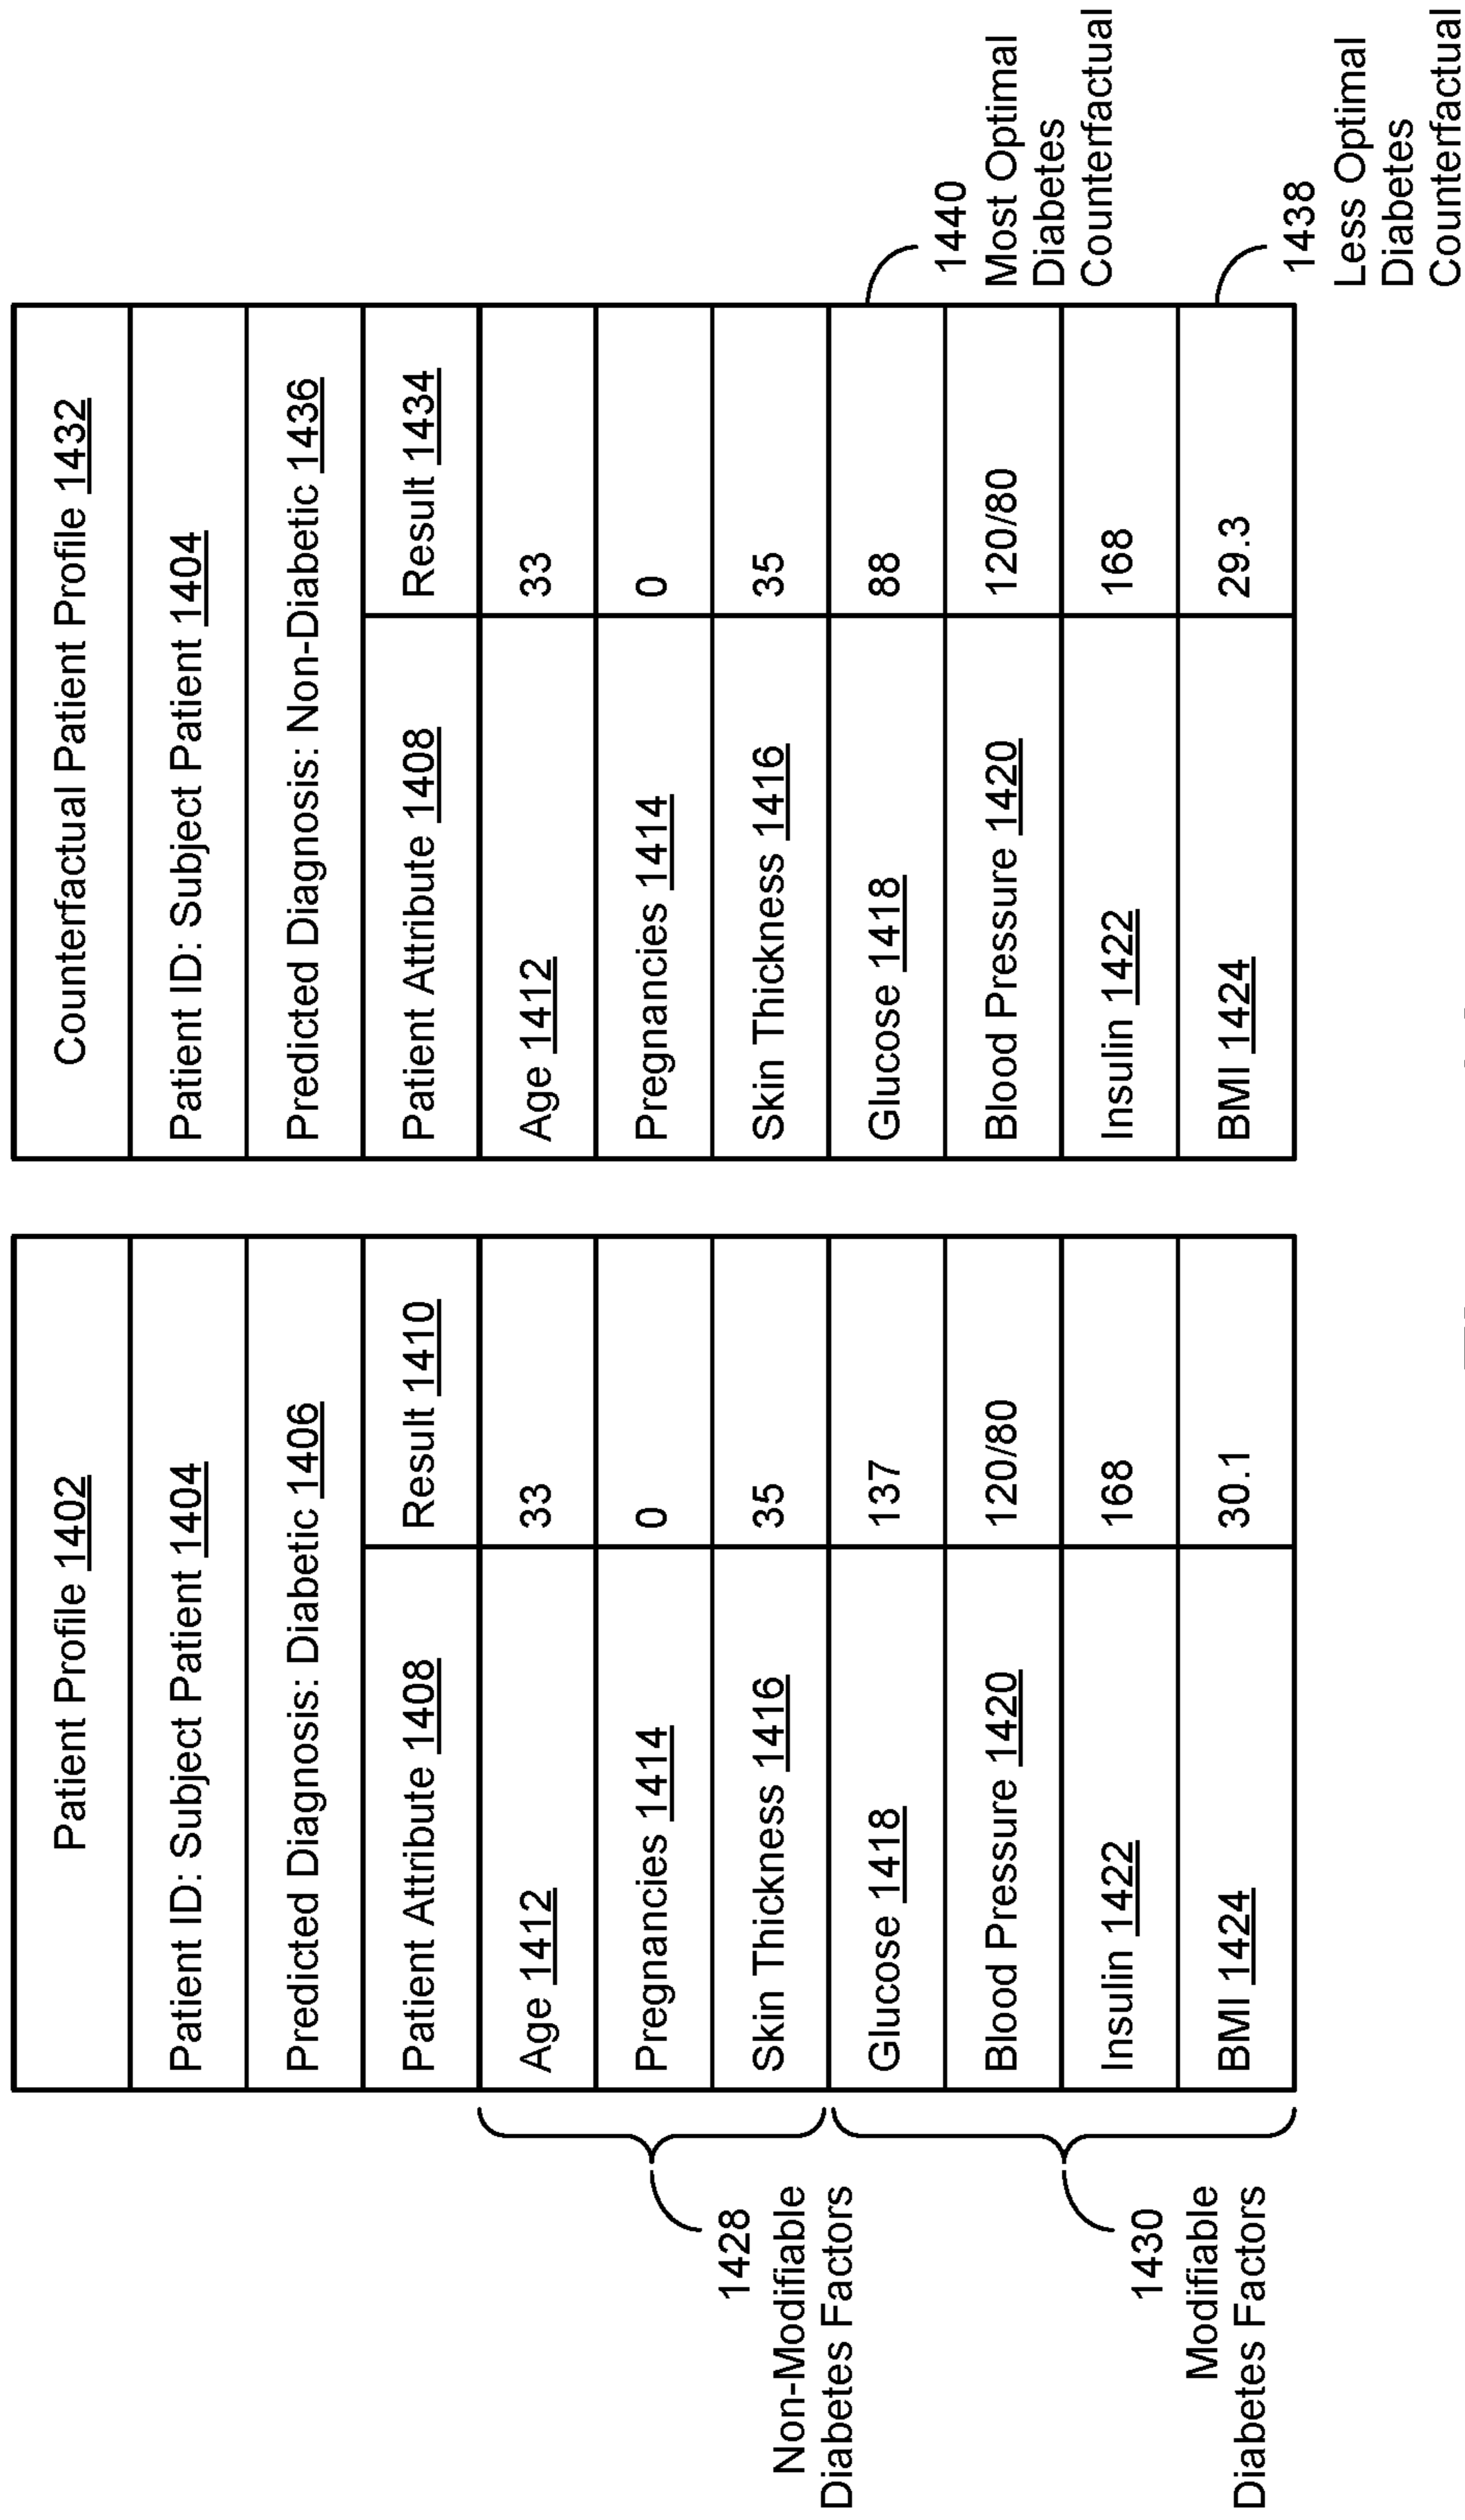 Patient Profile 1402
Patient ID: Subject Patient 1404
Predicted Diagnosis: Diabetic 1406
Patient Attribute 1408 Result 1410
Age 1412 33
Pregnancies 1414 0
Skin Thickness 1416 35
Glucose 1418 137
Blood Pressure 1420 120/80
Insulin 1422 168
BMI 1424 30.1
1428
Non-Modifiable
Diabetes Factors
1430
Modifiable
Diabetes Factors
Counterfactual Patient Profile 1432
Patient ID: Subject Patient 1404
Predicted Diagnosis: Non-Diabetic 1436
Patient Attribute 1408 Result 1434
Age 1412 33
Pregnancies 1414 0
Skin Thickness 1416 35
Glucose 1418 88
Blood Pressure 1420 120/80
Insulin 1422 168
BMI 1424 29.3
1440
Most Optimal
Diabetes
Counterfactual
1438
Less Optimal
Diabetes
Counterfactual